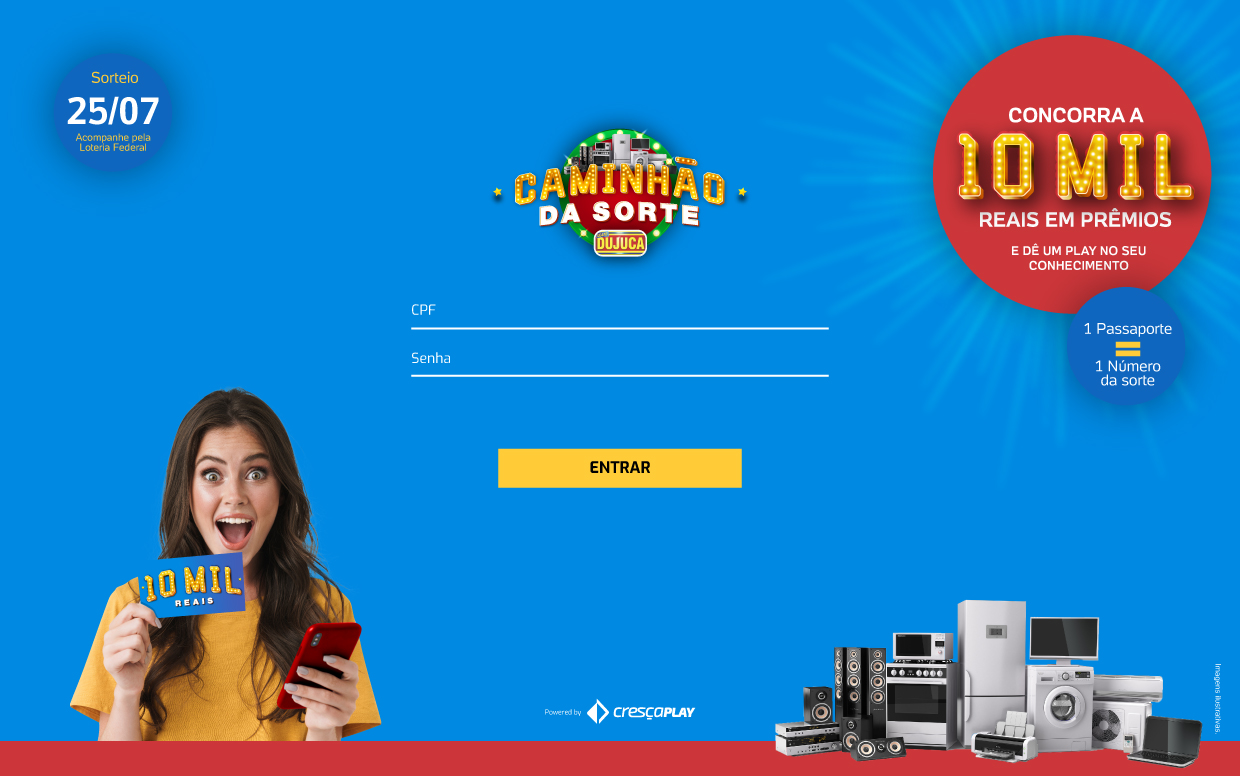 Sorteio
25/07
Acompanhe pela
Loteria Federal
CAMINHÃO
DA SORTE
DUJUCA
CONCORRA A
10 MIL
REAIS EM PRÊMIOS
E DÊ UM PLAY NO SEU
CONHECIMENTO
1 Passaporte
=
1 Número
da sorte
CPF
Senha
ENTRAR
10 MIL
REAIS
Powered by cresçaPLAY
Imagens ilustrativas.